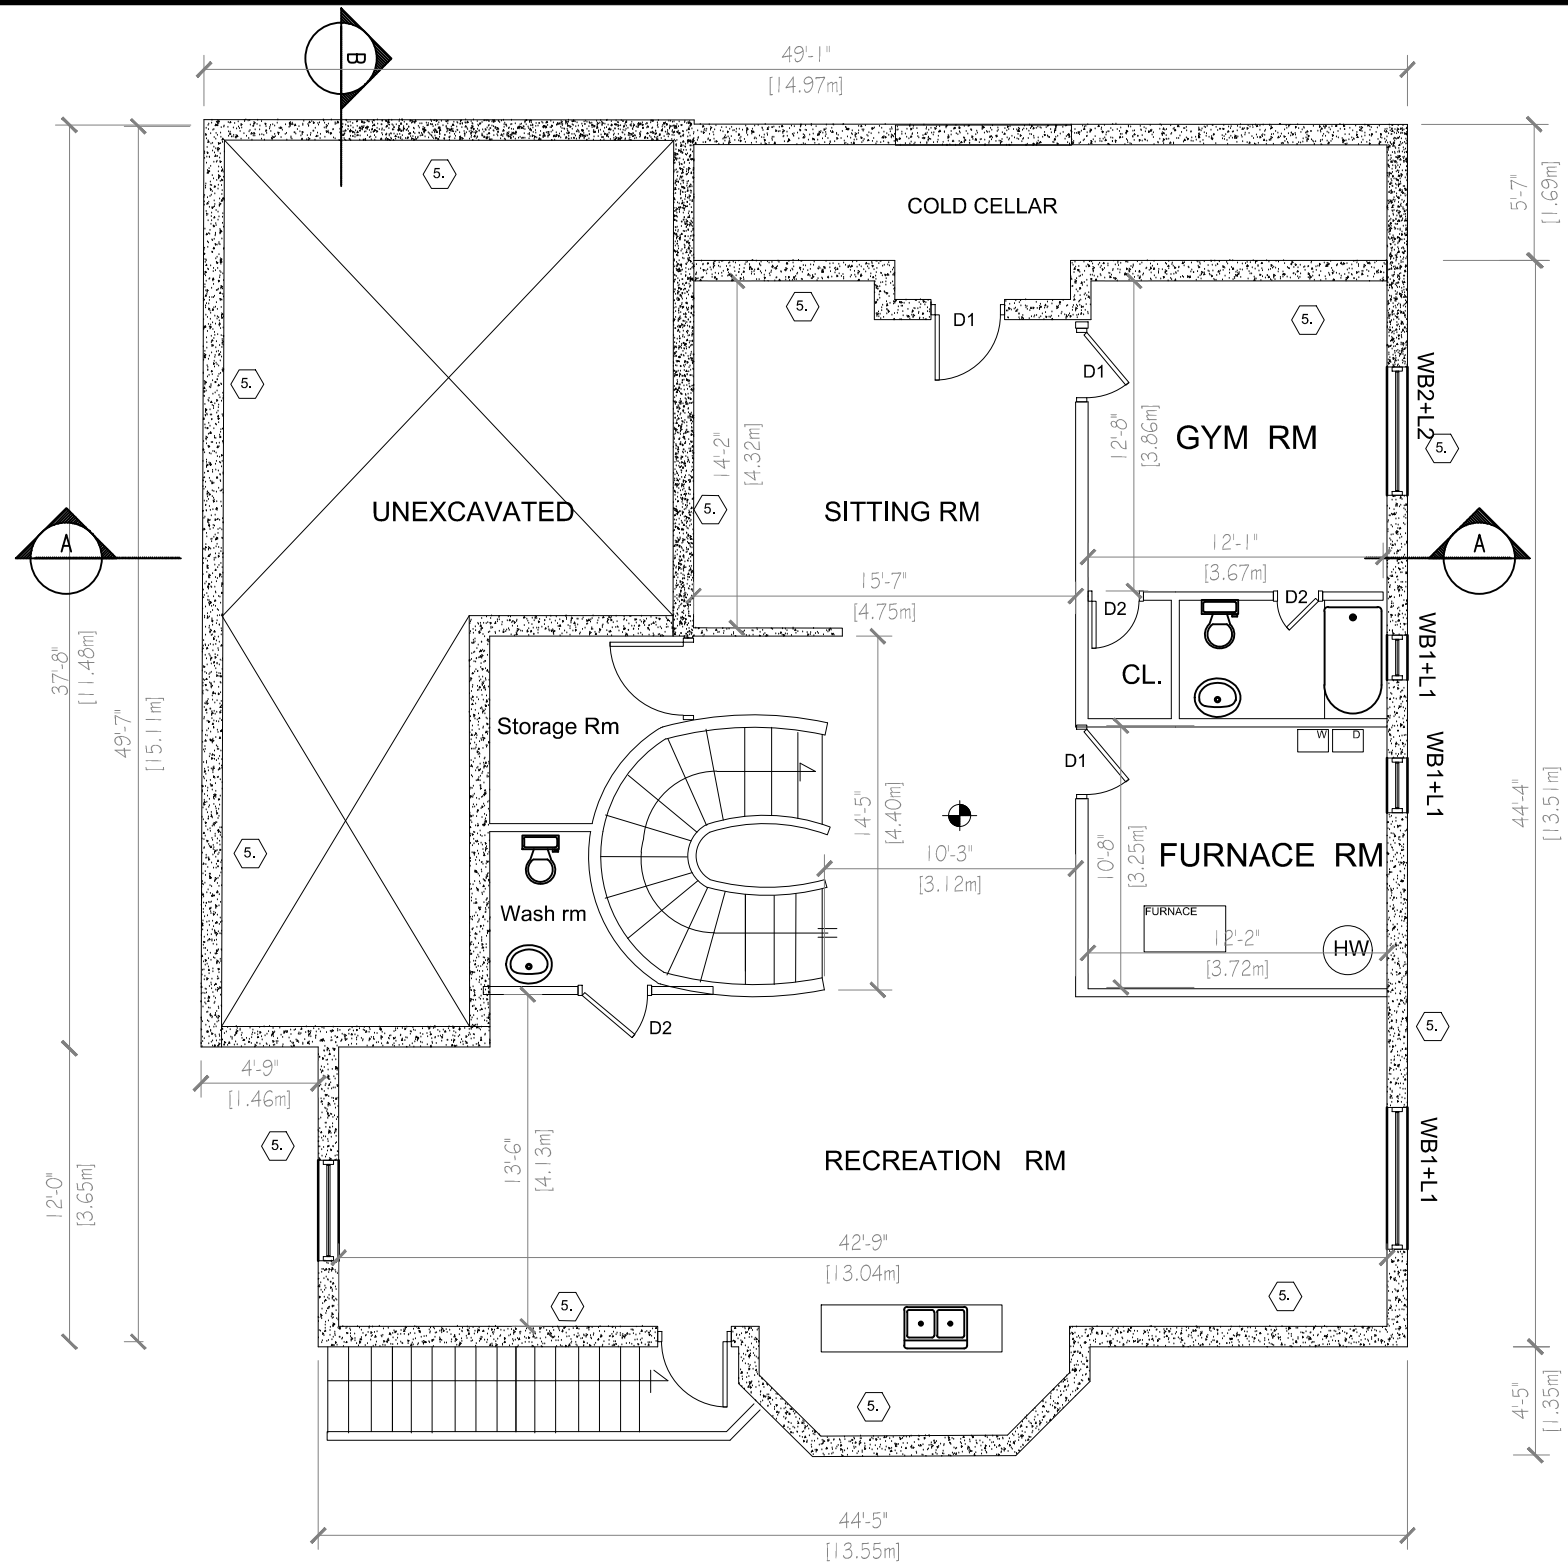 B
49'-1"
[14.97m]
5.
COLD CELLAR
5'-7"
[1.69m]
5.
D1
5.
D1
5.
WB2+L2
5.
14'-2"
[4.32m]
12'-8"
[3.86m]
GYM RM
UNEXCAVATED
5.
SITTING RM
A
12'-1"
[3.67m]
A
15'-7"
[4.75m]
D2
D2
37'-8"
[11.48m]
49'-7"
[15.11m]
CL.
WB1+L1
Storage Rm
W
D
D1
WB1+L1
44'-4"
[13.51m]
14'-5"
[4.40m]
10'-3"
[3.12m]
10'-8"
[3.25m]
FURNACE RM
5.
Wash rm
FURNACE
12'-2"
[3.72m]
HW
D2
5.
4'-9"
[1.46m]
5.
13'-6"
[4.13m]
RECREATION RM
WB1+L1
12'-0"
[3.65m]
42'-9"
[13.04m]
5.
5.
5.
4'-5"
[1.35m]
44'-5"
[13.55m]